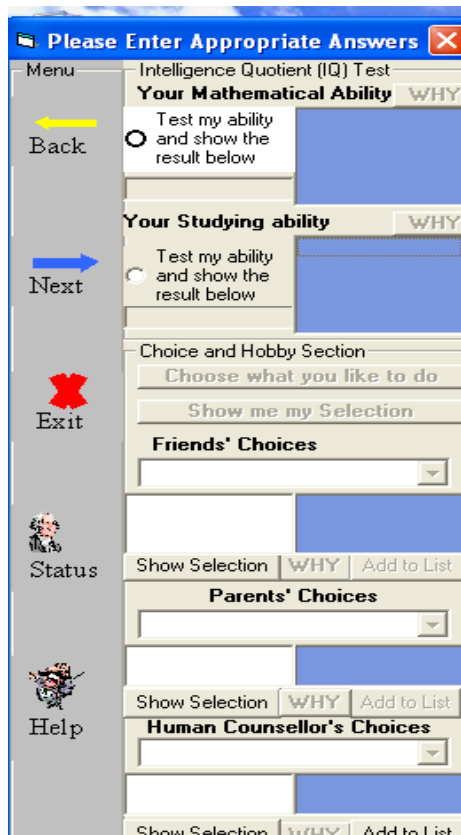 Please Enter Appropriate Answers
Menu
Intelligence Quotient (IQ) Test
Your Mathematical Ability
WHY
Test my ability
and show the
result below
Back
Your Studying ability
WHY
Test my ability
and show the
result below
Next
Choice and Hobby Section
Choose what you like to do
Show me my Selection
Exit
Friends' Choices
Status
Show Selection WHY Add to List
Parents' Choices
Show Selection WHY Add to List
Help
Human Counsellor's Choices
Show Selection WHY Add to List